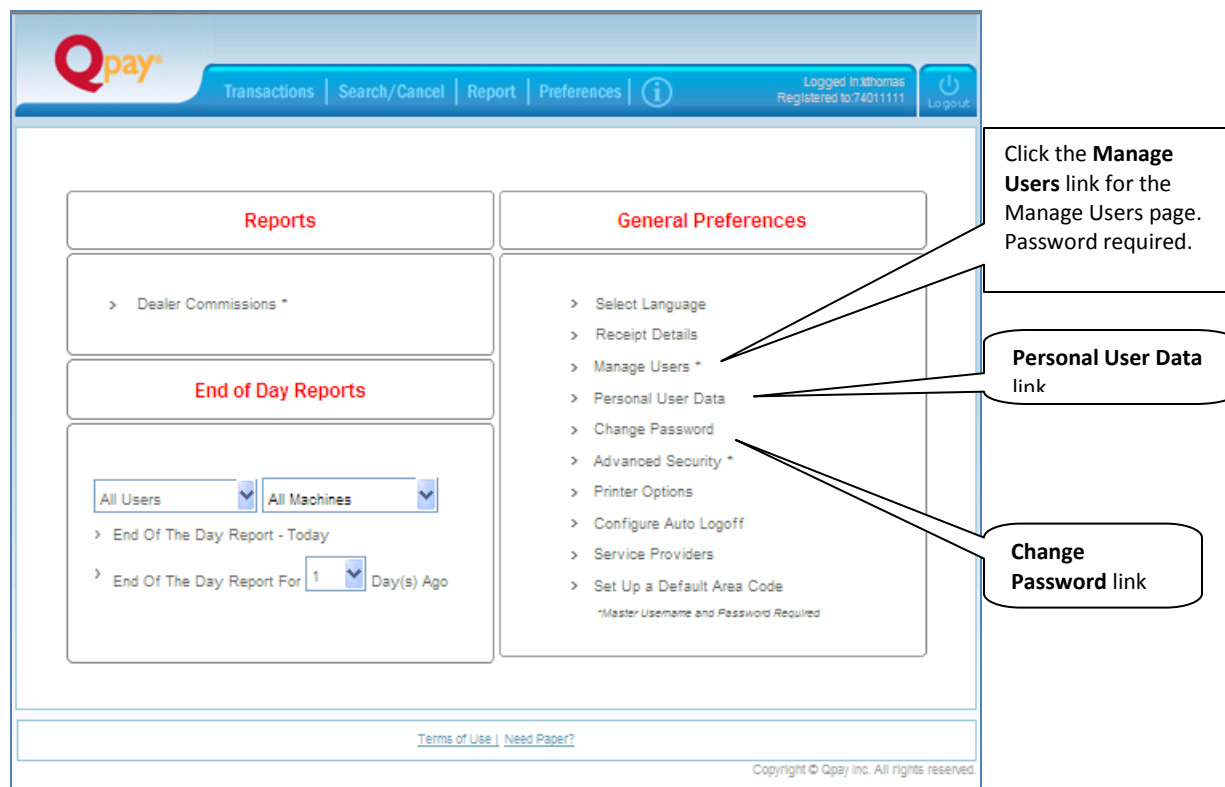 Qpay®
Transactions | Search/Cancel | Report | Preferences | i
Logged In:kthomas
Registered to:74011111
Logout
Reports
> Dealer Commissions *
End of Day Reports
All Users
All Machines
> End Of The Day Report - Today
> End Of The Day Report For 1 Day(s) Ago
General Preferences
> Select Language
> Receipt Details
> Manage Users *
> Personal User Data
> Change Password
> Advanced Security *
> Printer Options
> Configure Auto Logoff
> Service Providers
> Set Up a Default Area Code
*Master Username and Password Required
Click the Manage
Users link for the
Manage Users page.
Password required.
Personal User Data
link
Change
Password link
Terms of Use | Need Paper?
Copyright © Qpay Inc. All rights reserved.